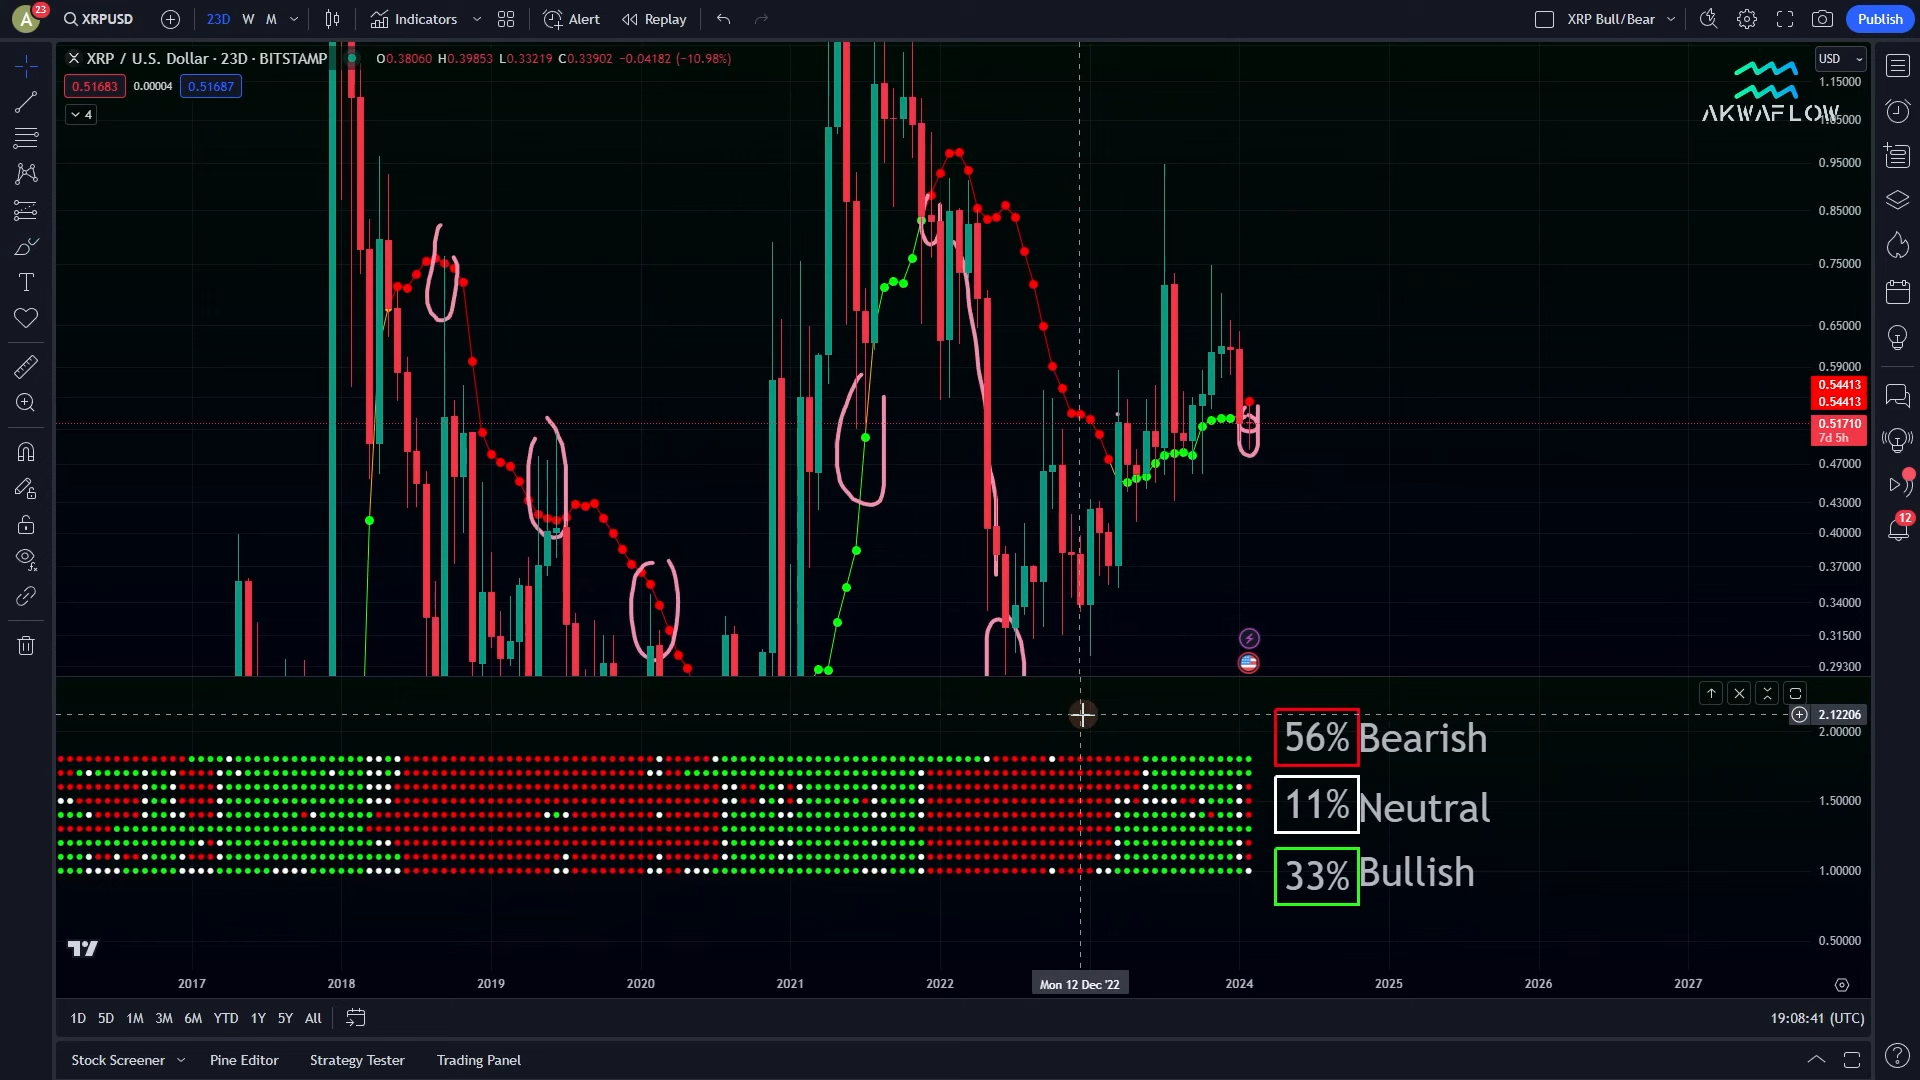 A
23
XRPUSD
23D
W
M
Indicators
Alert
Replay
XRP Bull/Bear
Publish
XRP / U.S. Dollar · 23D · BITSTAMP
O0.38060 H0.39853 L0.33219 C0.33902 −0.04182 (−10.98%)
USD
0.51683
0.00004
0.51687
4
AKWAFLOW
1.15000
1.05000
0.95000
0.85000
0.75000
0.65000
0.59000
0.54413
0.54413
0.51710
7d 5h
0.47000
0.43000
0.40000
0.37000
0.34000
0.31500
0.29300
12
2.12206
2.00000
1.50000
1.00000
0.50000
56% Bearish
11% Neutral
33% Bullish
2017
2018
2019
2020
2021
2022
Mon 12 Dec '22
2024
2025
2026
2027
1D
5D
1M
3M
6M
YTD
1Y
5Y
All
19:08:41 (UTC)
Stock Screener
Pine Editor
Strategy Tester
Trading Panel